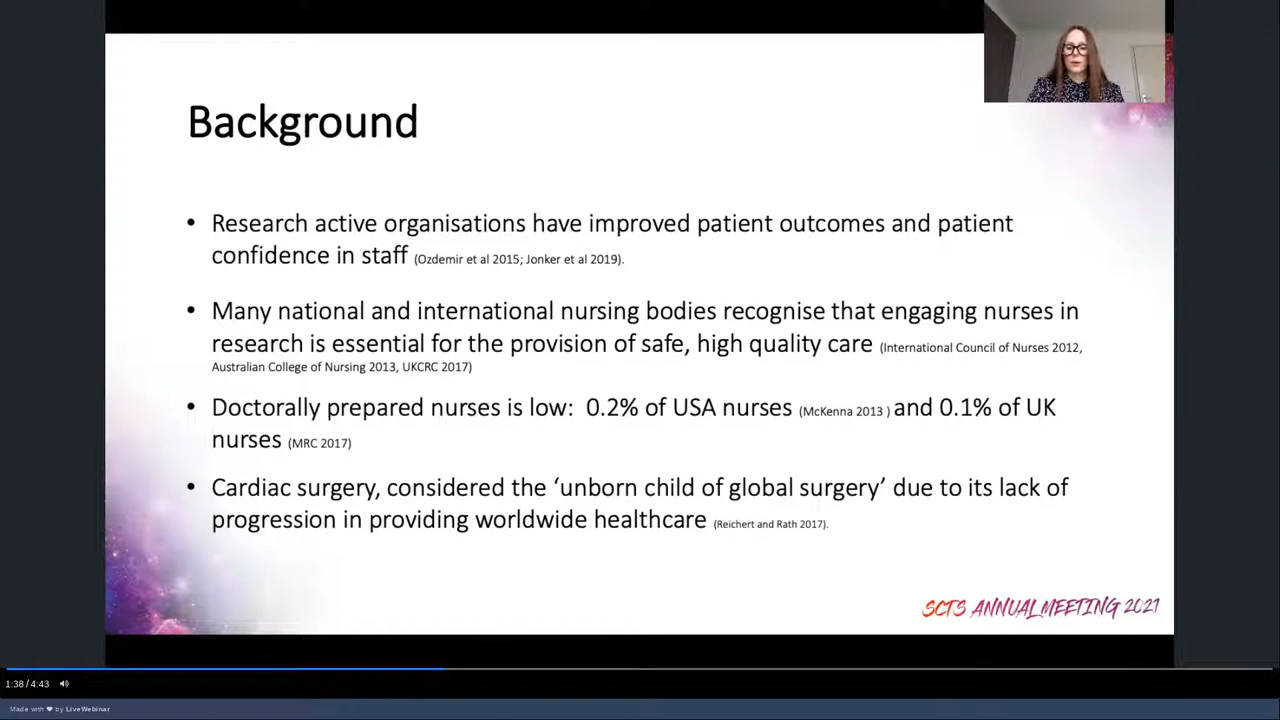 Background
• Research active organisations have improved patient outcomes and patient
confidence in staff (Ozdemir et al 2015; Jonker et al 2019).
• Many national and international nursing bodies recognise that engaging nurses in
research is essential for the provision of safe, high quality care (International Council of Nurses 2012,
Australian College of Nursing 2013, UKCRC 2017)
• Doctorally prepared nurses is low:  0.2% of USA nurses (McKenna 2013 ) and 0.1% of UK
nurses (MRC 2017)
• Cardiac surgery, considered the ‘unborn child of global surgery’ due to its lack of
progression in providing worldwide healthcare (Reichert and Rath 2017).
SCTS ANNUAL MEETING 2021
1:38 / 4:43
Made with ❤ by LiveWebinar